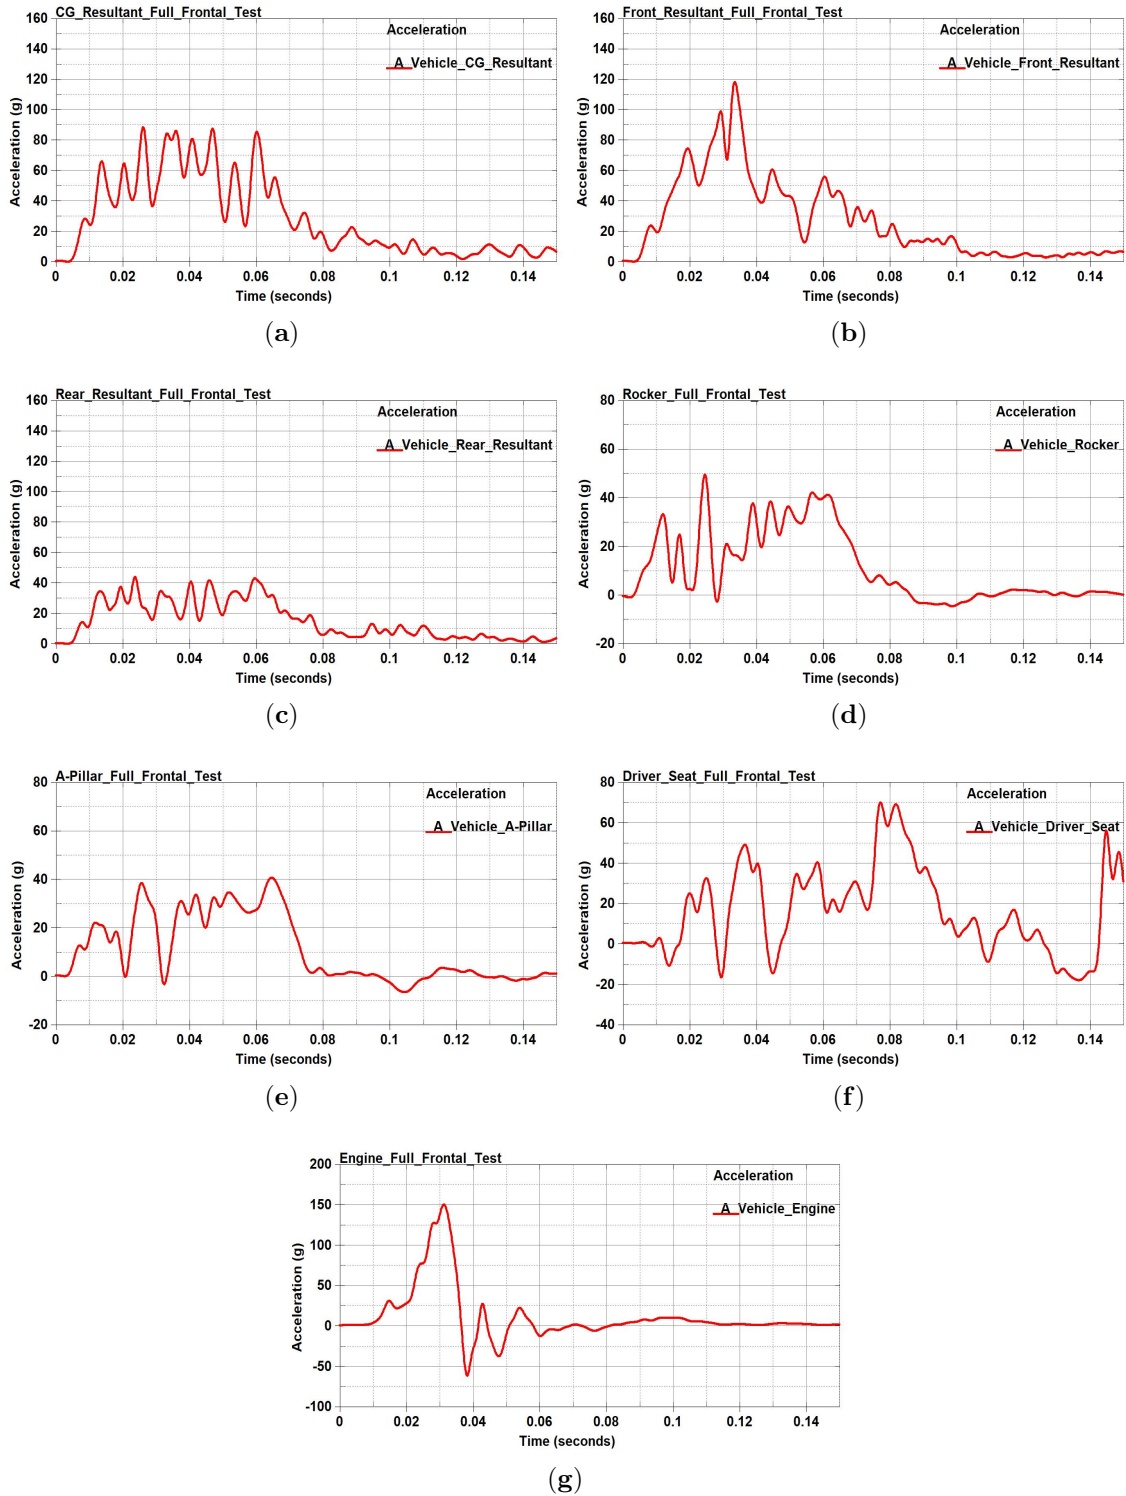 CG_Resultant_Full_Frontal_Test
160
140
120
100
80
60
40
20
0
Acceleration (g)
Acceleration
A Vehicle_CG_Resultant
0 0.02 0.04 0.06 0.08 0.1 0.12 0.14
Time (seconds)
(a)
Front_Resultant_Full_Frontal_Test
160
140
120
100
80
60
40
20
0
Acceleration (g)
Acceleration
A Vehicle_Front_Resultant
0 0.02 0.04 0.06 0.08 0.1 0.12 0.14
Time (seconds)
(b)
Rear_Resultant_Full_Frontal_Test
160
140
120
100
80
60
40
20
0
Acceleration (g)
Acceleration
A Vehicle_Rear_Resultant
0 0.02 0.04 0.06 0.08 0.1 0.12 0.14
Time (seconds)
(c)
Rocker_Full_Frontal_Test
80
60
40
20
0
-20
Acceleration (g)
Acceleration
A Vehicle_Rocker
0 0.02 0.04 0.06 0.08 0.1 0.12 0.14
Time (seconds)
(d)
A-Pillar_Full_Frontal_Test
80
60
40
20
0
-20
Acceleration (g)
Acceleration
A Vehicle_A-Pillar
0 0.02 0.04 0.06 0.08 0.1 0.12 0.14
Time (seconds)
(e)
Driver_Seat_Full_Frontal_Test
80
60
40
20
0
-20
-40
Acceleration (g)
Acceleration
A Vehicle_Driver_Seat
0 0.02 0.04 0.06 0.08 0.1 0.12 0.14
Time (seconds)
(f)
Engine_Full_Frontal_Test
200
150
100
50
0
-50
-100
Acceleration (g)
Acceleration
A Vehicle_Engine
0 0.02 0.04 0.06 0.08 0.1 0.12 0.14
Time (seconds)
(g)